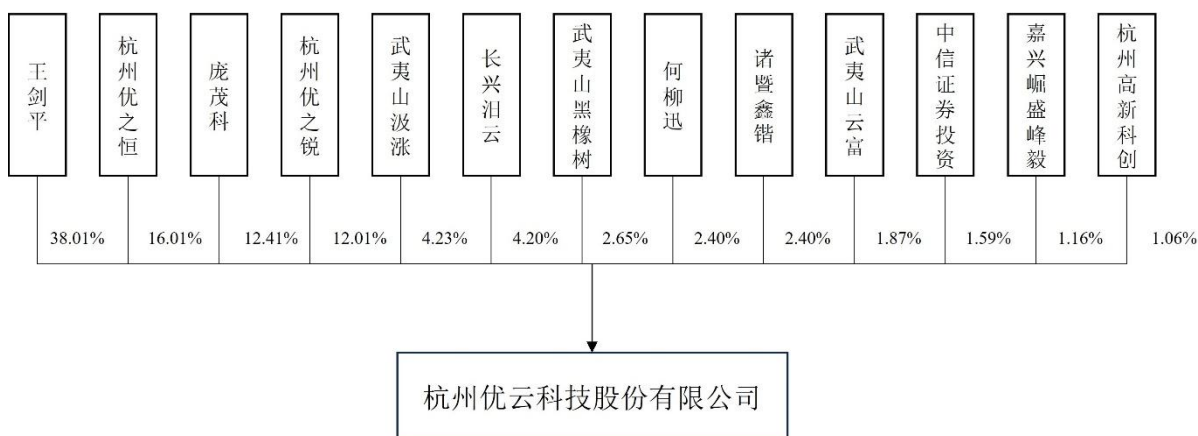 王剑平
杭州优之恒
庞茂科
杭州优之锐
武夷山汲涨
长兴汨云
武夷山黑橡树
何柳迅
诸暨鑫锴
武夷山云富
中信证券投资
嘉兴崛盛峰毅
杭州高新科创
38.01%
16.01%
12.41%
12.01%
4.23%
4.20%
2.65%
2.40%
2.40%
1.87%
1.59%
1.16%
1.06%
杭州优云科技股份有限公司